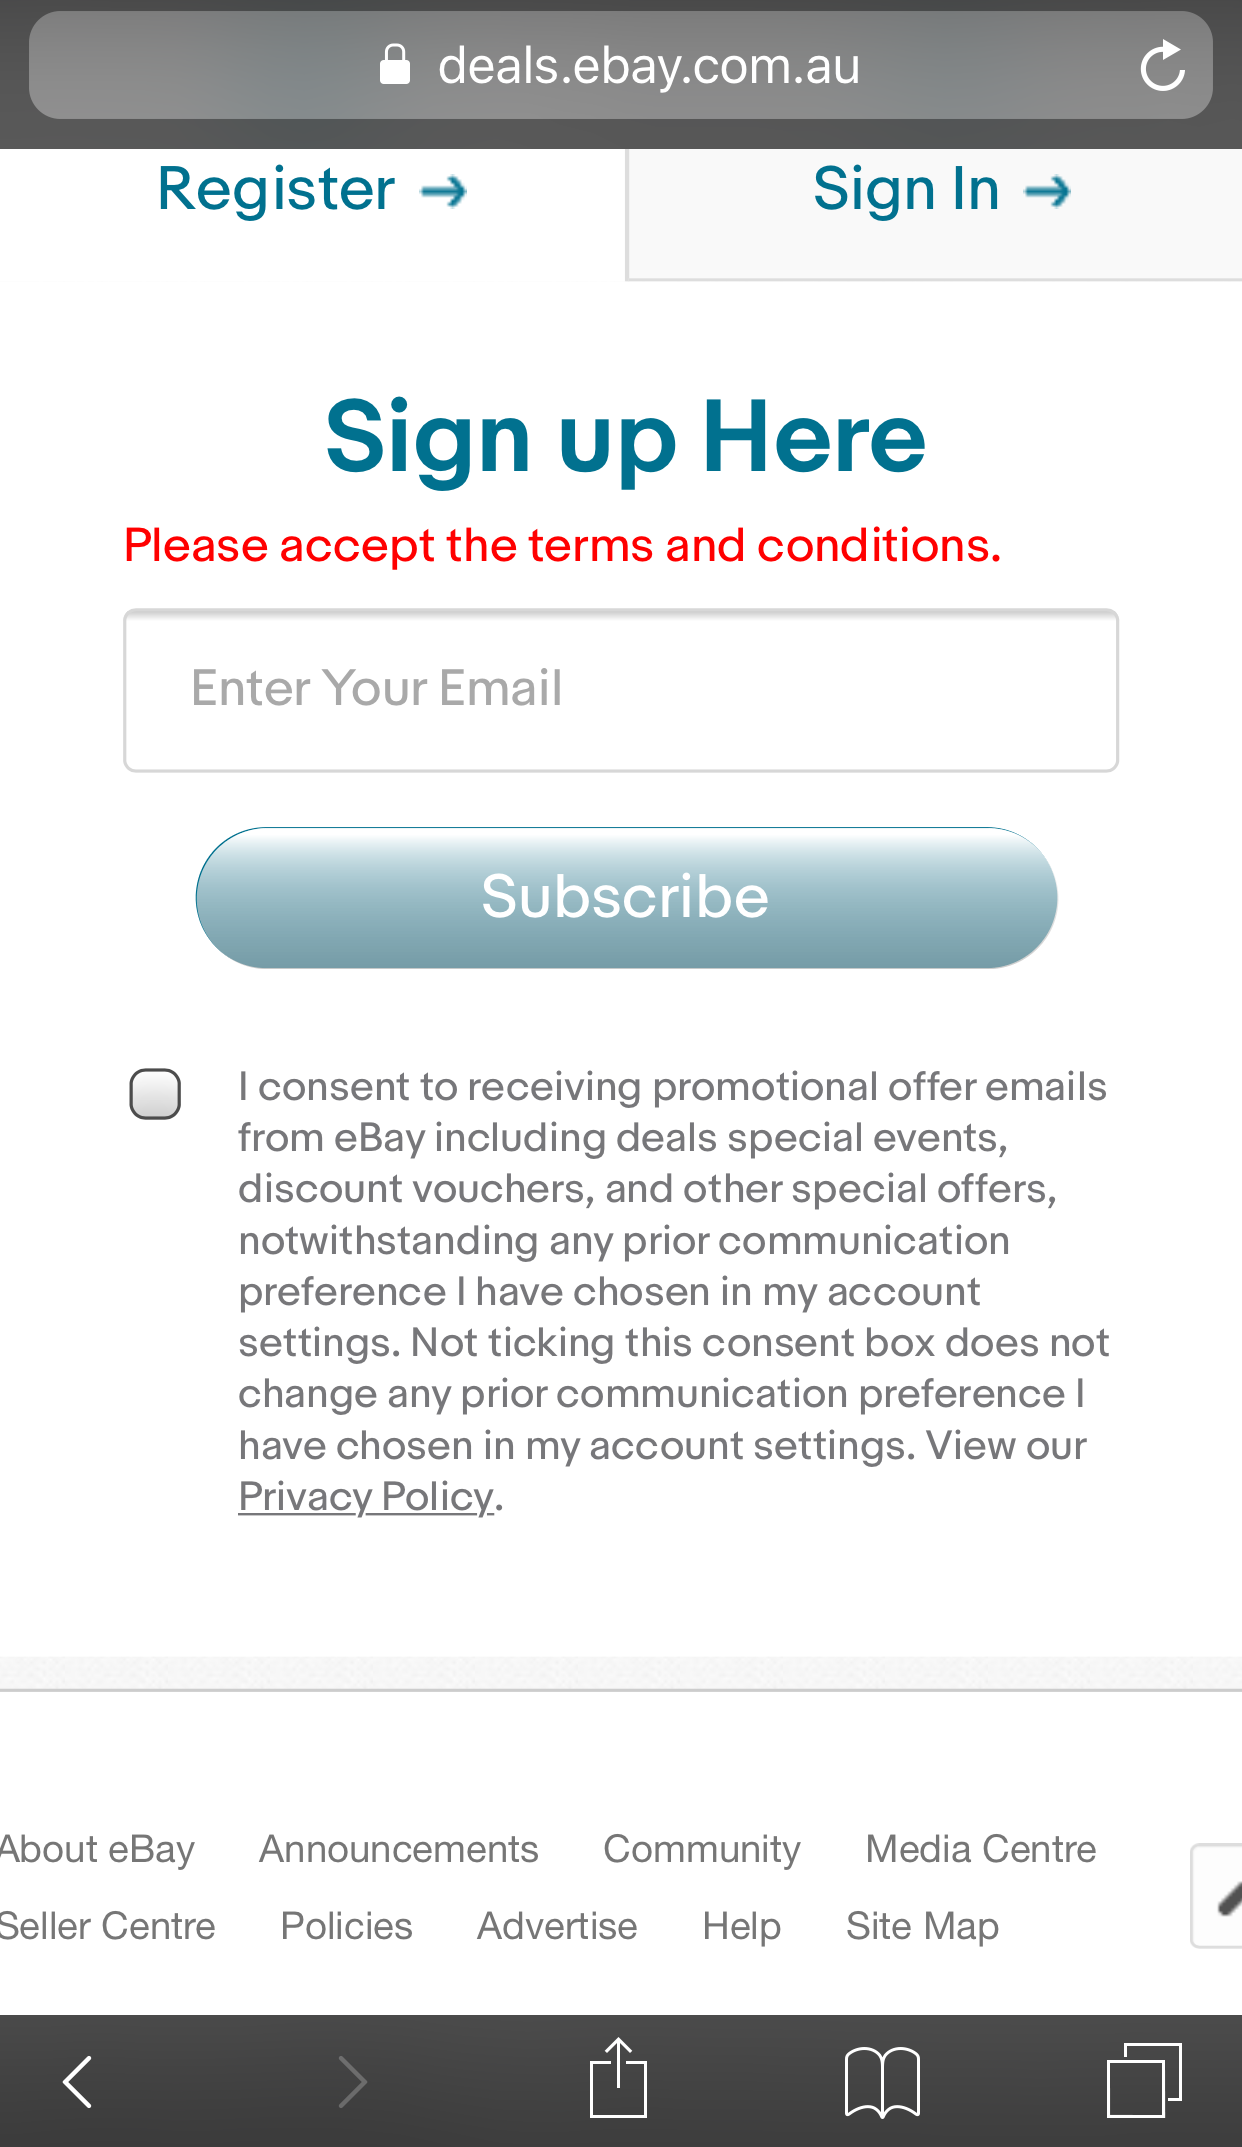 deals.ebay.com.au
Register → Sign In →
Sign up Here
Please accept the terms and conditions.
Enter Your Email
Subscribe
I consent to receiving promotional offer emails
from eBay including deals special events,
discount vouchers, and other special offers,
notwithstanding any prior communication
preference I have chosen in my account
settings. Not ticking this consent box does not
change any prior communication preference I
have chosen in my account settings. View our
Privacy Policy.
About eBay Announcements Community Media Centre
Seller Centre Policies Advertise Help Site Map